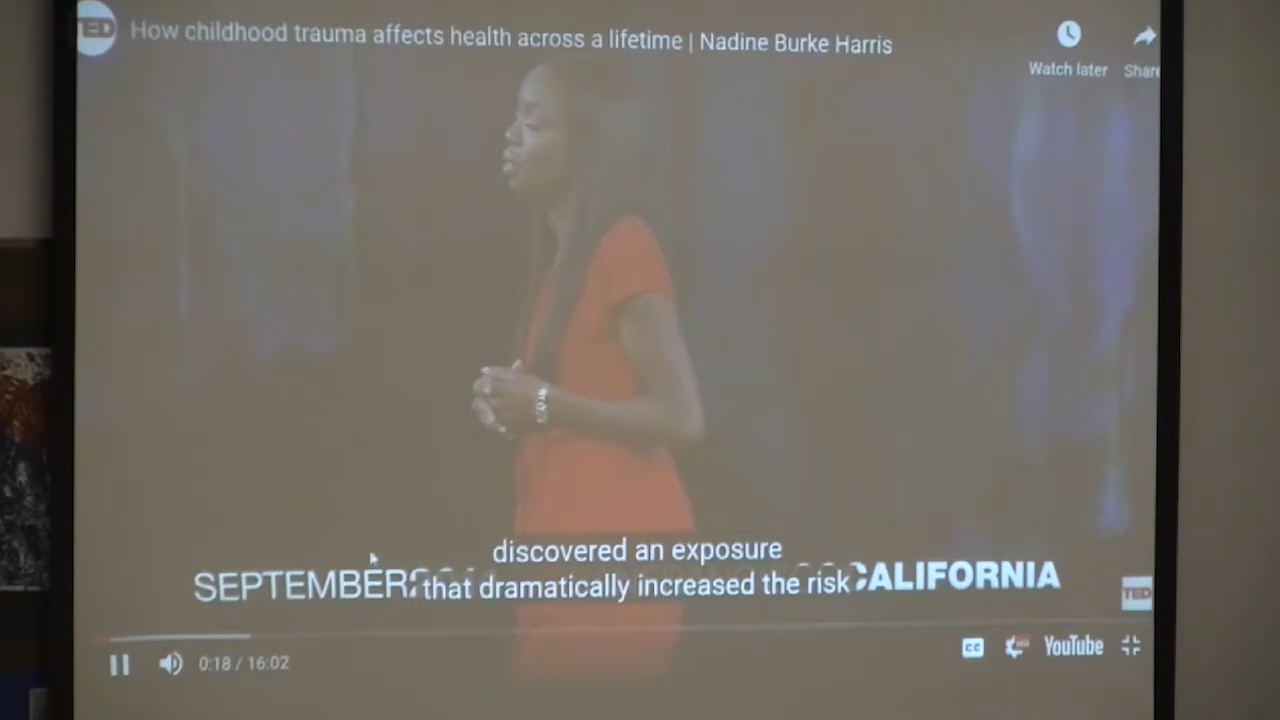 TED
How childhood trauma affects health across a lifetime | Nadine Burke Harris
Watch later
Share
discovered an exposure
that dramatically increased the risk
SEPTEMBER
CALIFORNIA
TED
0:18 / 16:02
CC
YouTube